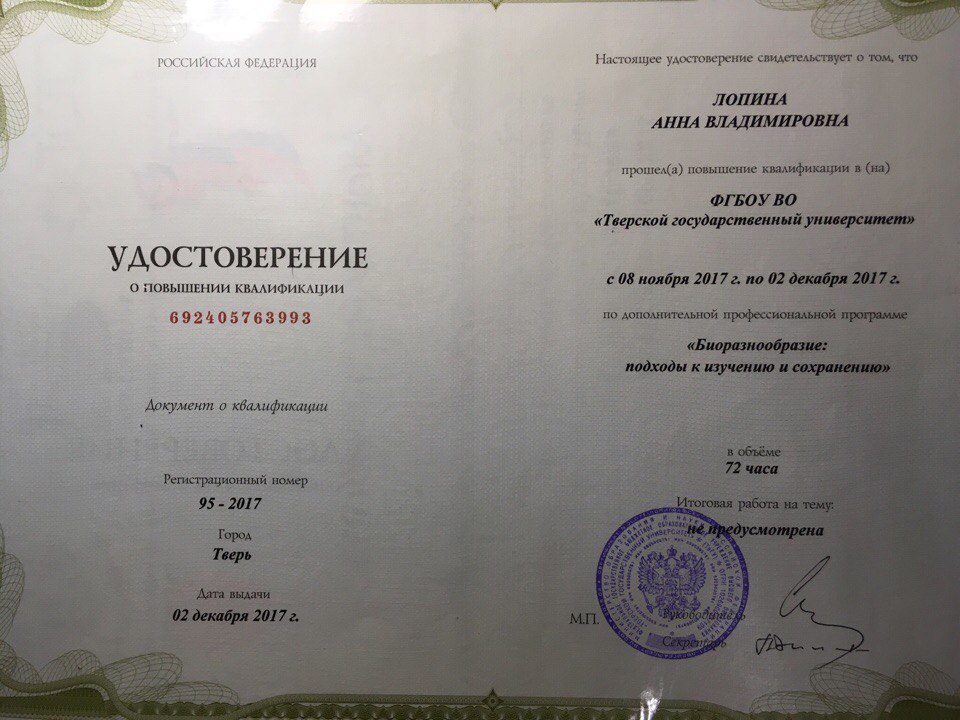 РОССИЙСКАЯ ФЕДЕРАЦИЯ
УДОСТОВЕРЕНИЕ
О ПОВЫШЕНИИ КВАЛИФИКАЦИИ
692405763993
Документ о квалификации
Регистрационный номер
95 - 2017
Город
Тверь
Дата выдачи
02 декабря 2017 г.
Настоящее удостоверение свидетельствует о том, что
ЛОПИНА
АННА ВЛАДИМИРОВНА
прошел(а) повышение квалификации в (на)
ФГБОУ ВО
«Тверской государственный университет»
с 08 ноября 2017 г. по 02 декабря 2017 г.
по дополнительной профессиональной программе
«Биоразнообразие:
подходы к изучению и сохранению»
в объёме
72 часа
Итоговая работа на тему:
не предусмотрена
М.П.
Руководитель
Секретарь